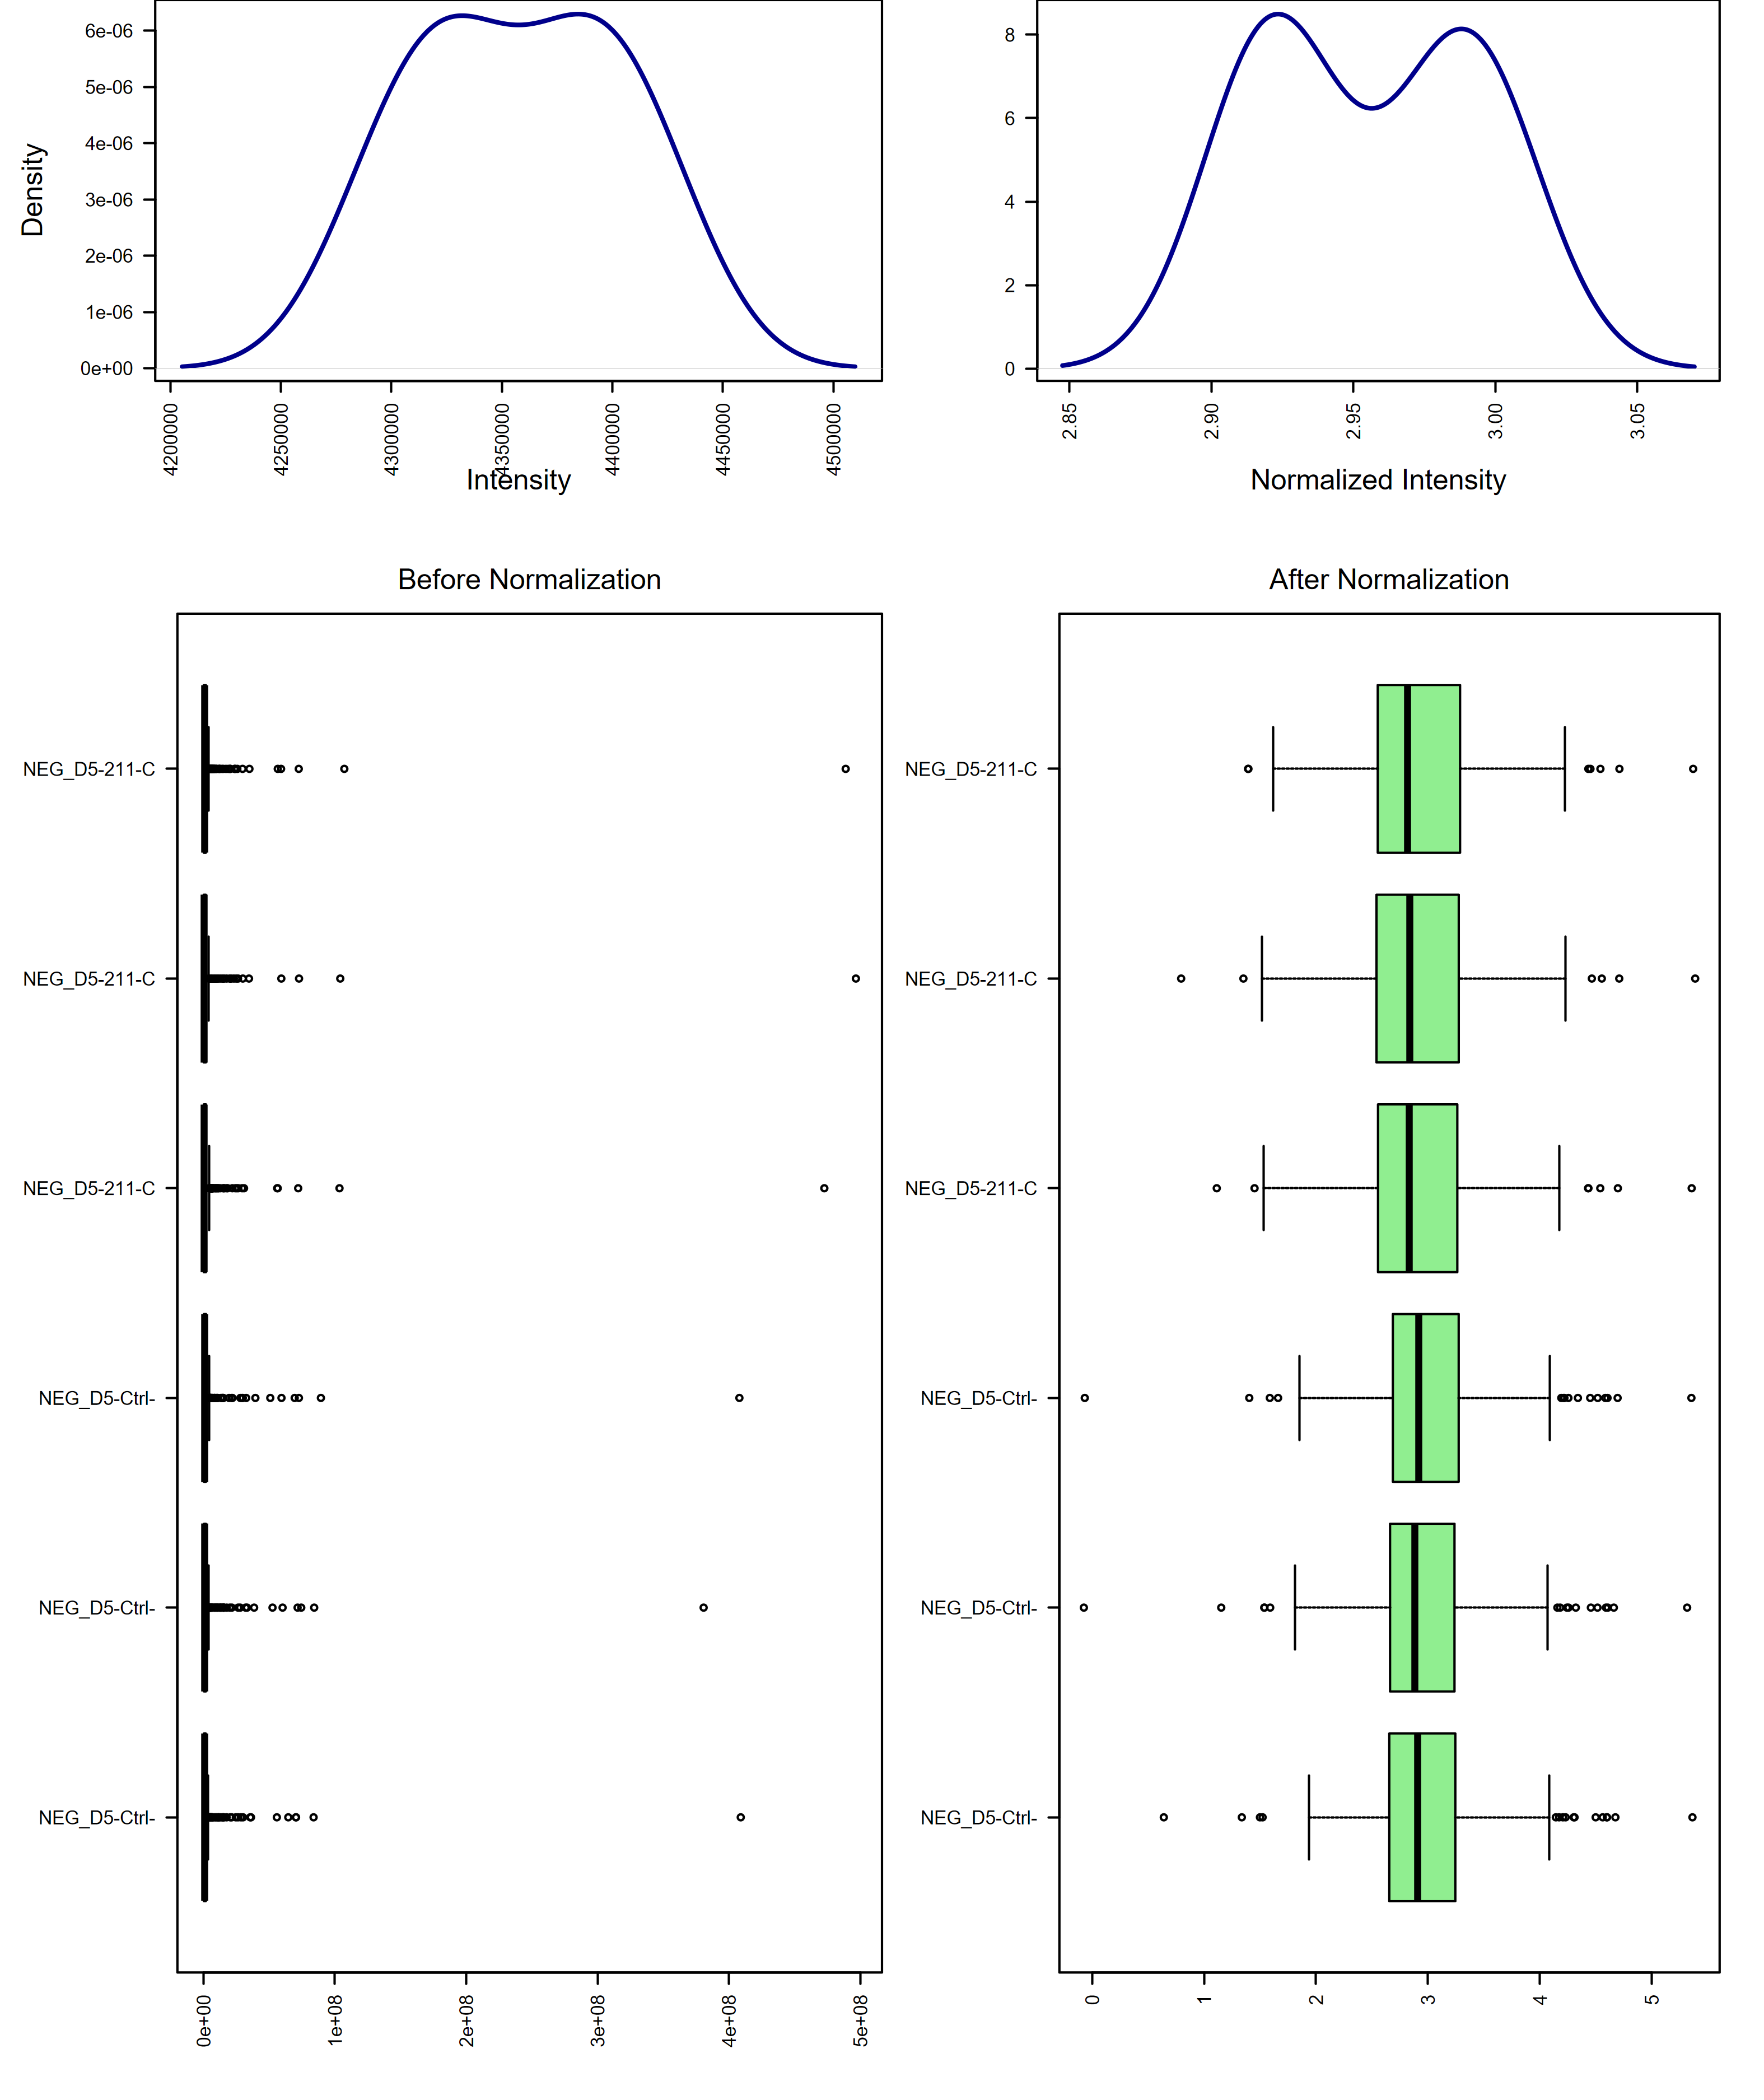 Density
6e-06
5e-06
4e-06
3e-06
2e-06
1e-06
0e+00
4200000
4250000
4300000
4350000
4400000
4450000
4500000
Intensity
8
6
4
2
0
2.85
2.90
2.95
3.00
3.05
Normalized Intensity
Before Normalization
NEG_D5-211-C
NEG_D5-211-C
NEG_D5-211-C
NEG_D5-Ctrl-
NEG_D5-Ctrl-
NEG_D5-Ctrl-
0e+00
1e+08
2e+08
3e+08
4e+08
5e+08
After Normalization
NEG_D5-211-C
NEG_D5-211-C
NEG_D5-211-C
NEG_D5-Ctrl-
NEG_D5-Ctrl-
NEG_D5-Ctrl-
0
1
2
3
4
5